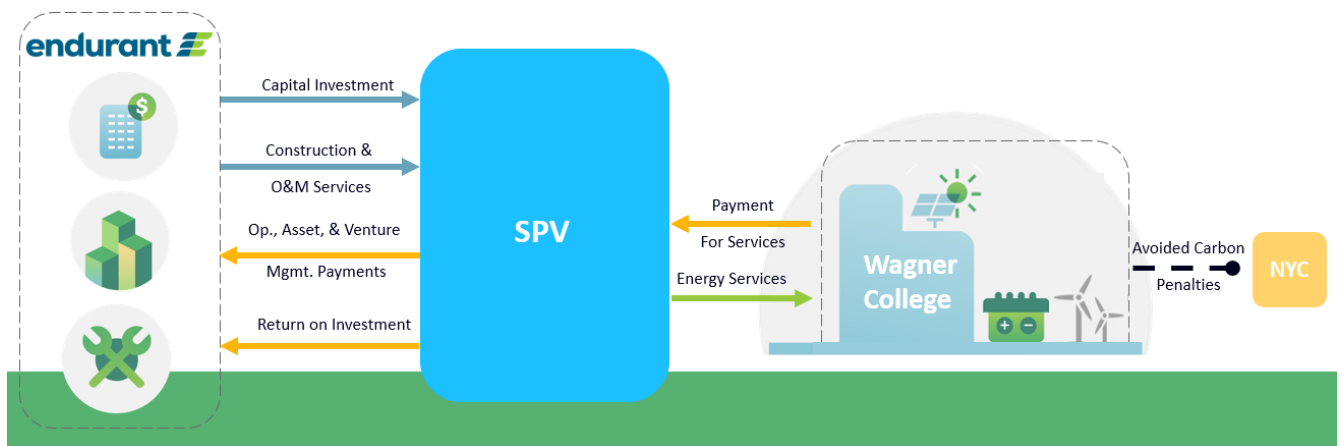 endurant
$
Capital Investment
Construction &
O&M Services
Op., Asset, & Venture
Mgmt. Payments
Return on Investment
SPV
Payment
For Services
Energy Services
Wagner
College
Avoided Carbon
Penalties
NYC